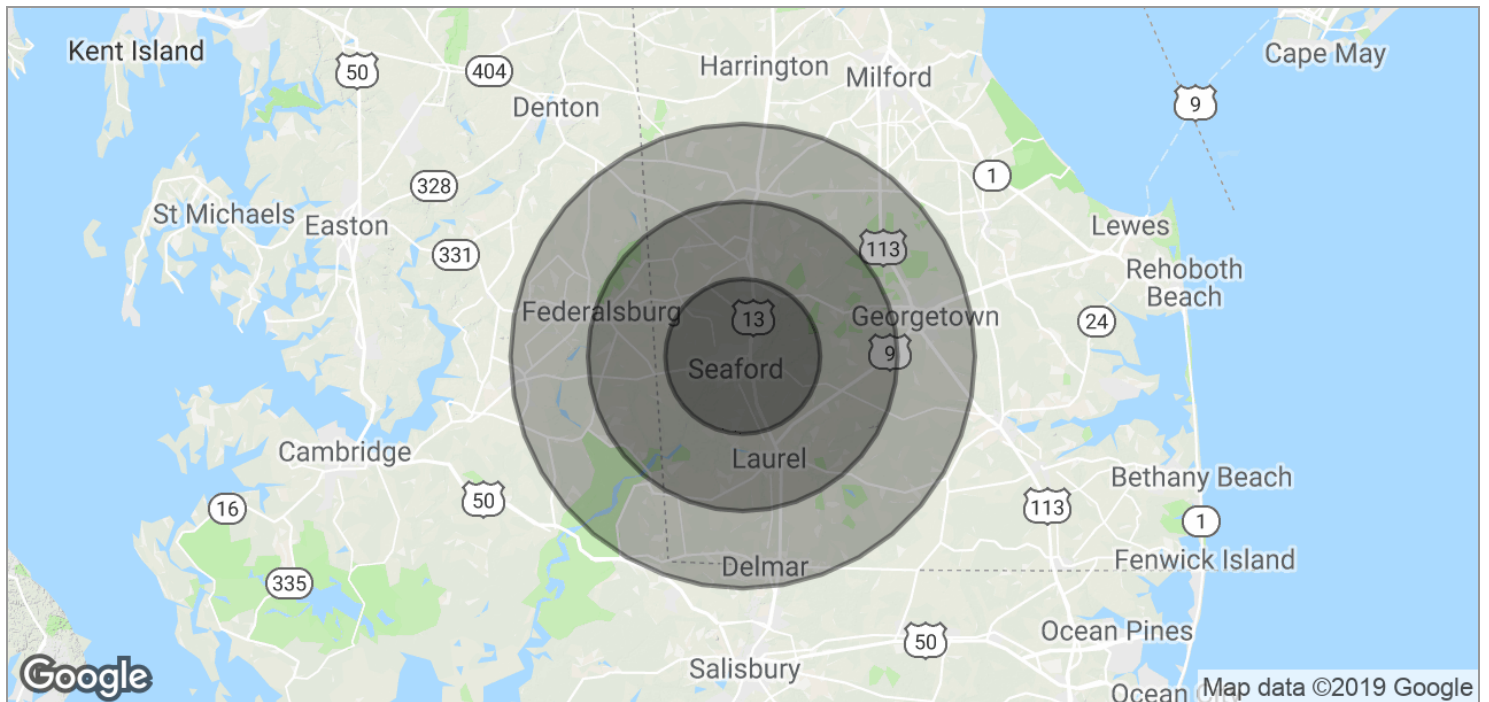 Kent Island
50
404
Harrington
Milford
Cape May
Denton
9
328
1
St Michaels
Easton
331
113
Lewes
Rehoboth
Beach
Federalsburg
13
Georgetown
24
9
Seaford
Cambridge
Laurel
Bethany Beach
16
50
113
1
Delmar
Fenwick Island
335
50
Ocean Pines
Salisbury
Google
Ocean
Map data ©2019 Google